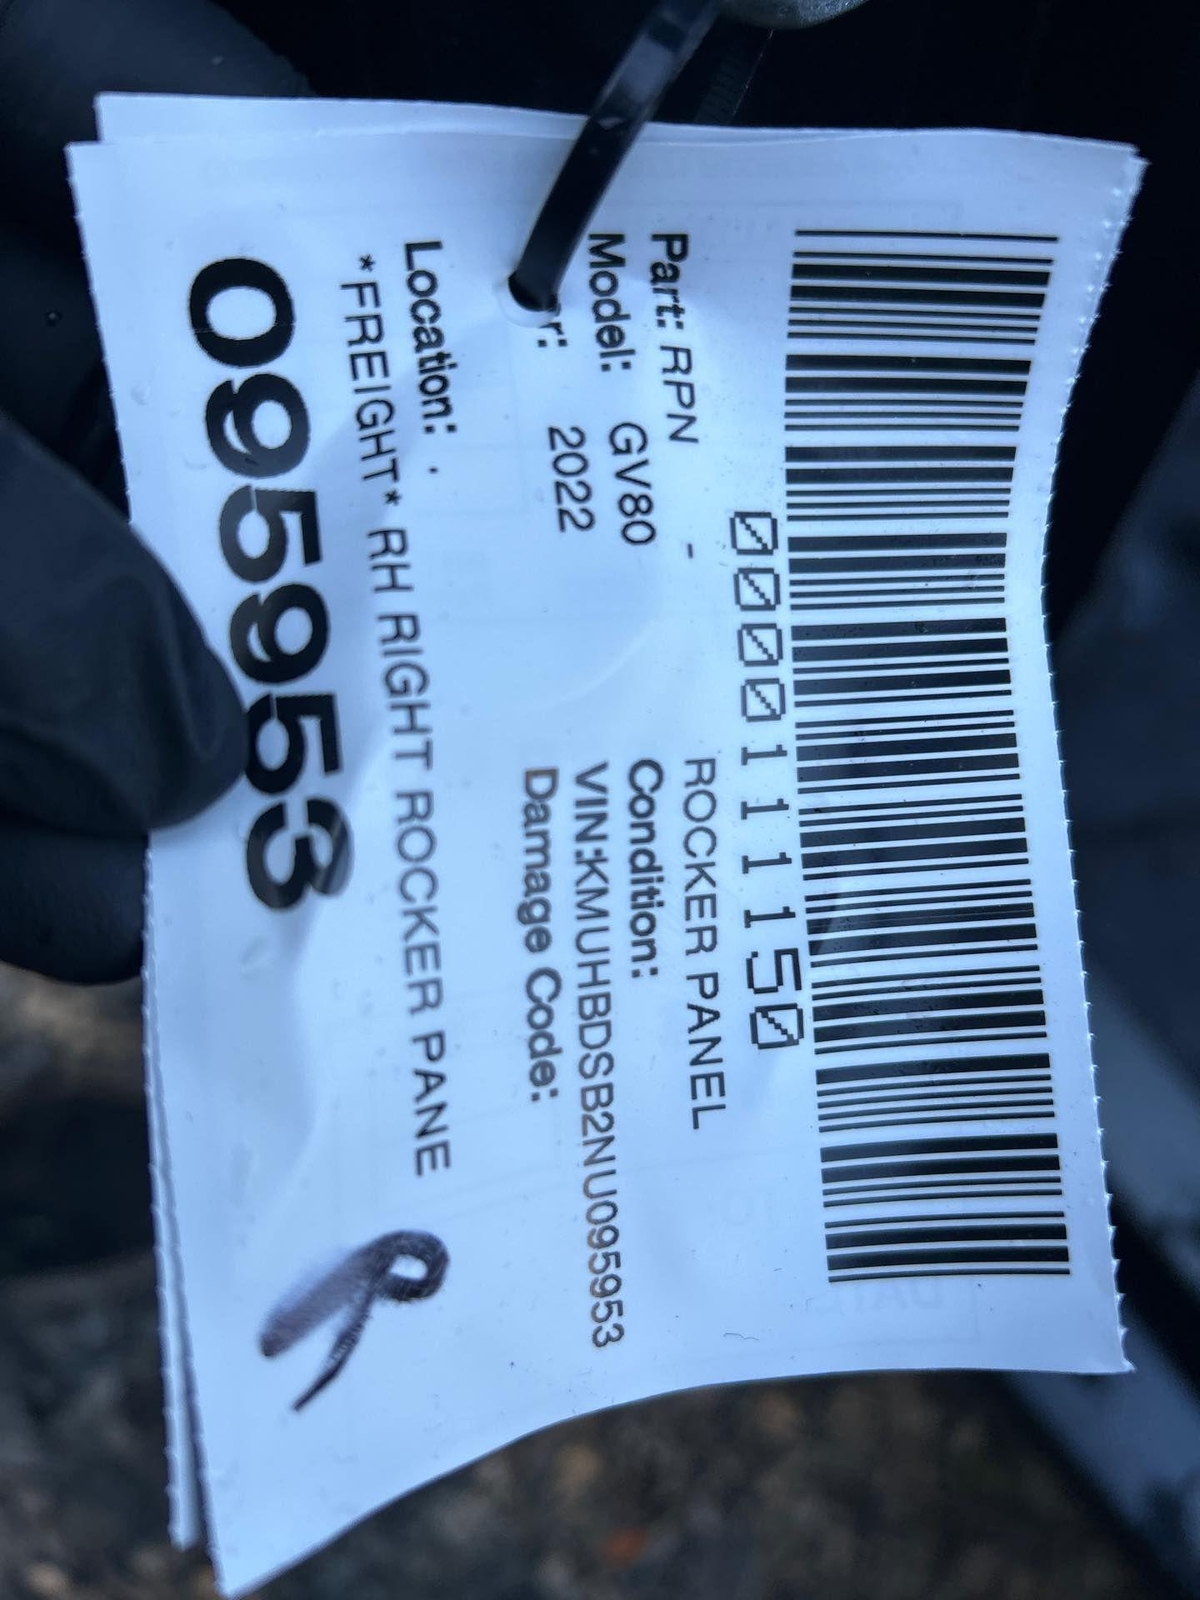 0000111150
Part: RPN - ROCKER PANEL
Model: GV80 Condition:
r: 2022 VIN:KMUHBDSB2NU095953
Damage Code:
Location: .
*FREIGHT* RH RIGHT ROCKER PANE
095953